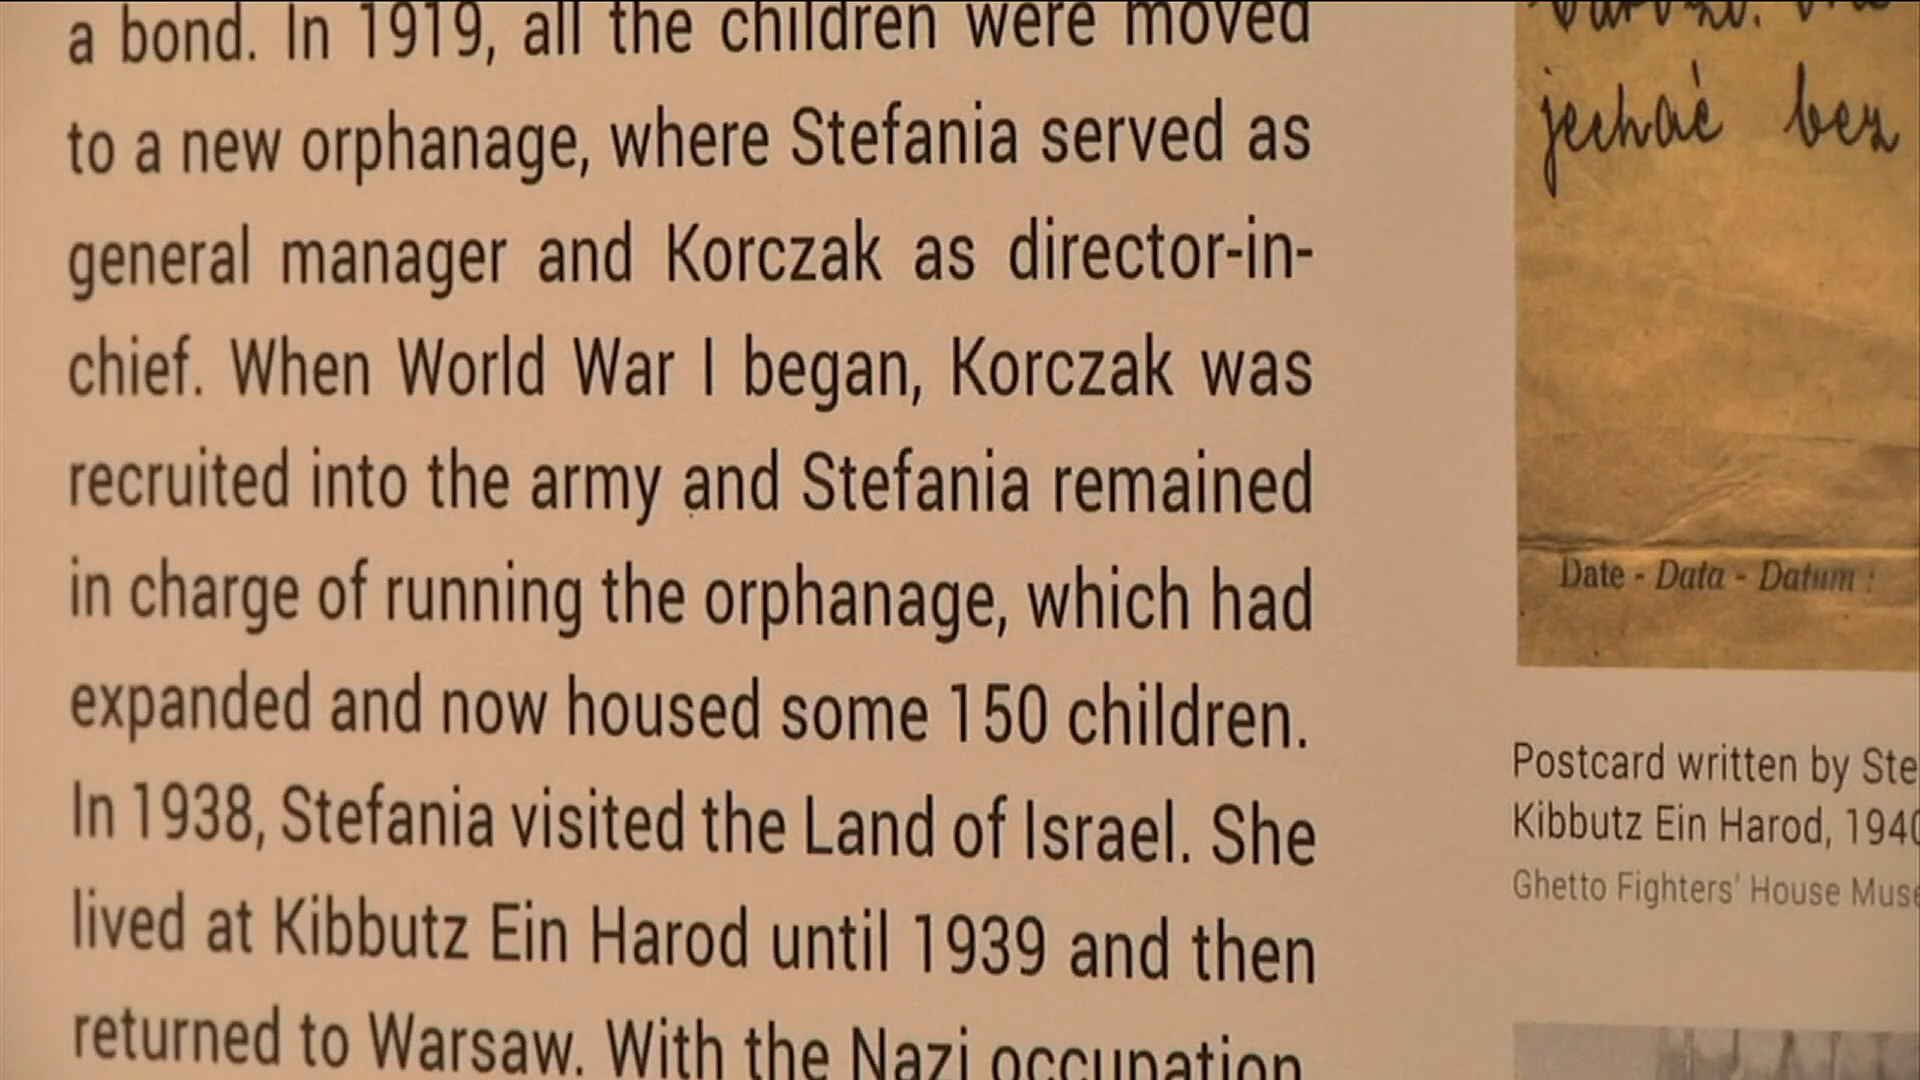 a bond. In 1919, all the children were moved
to a new orphanage, where Stefania served as
general manager and Korczak as director-in-
chief. When World War I began, Korczak was
recruited into the army and Stefania remained
in charge of running the orphanage, which had
expanded and now housed some 150 children.
In 1938, Stefania visited the Land of Israel. She
lived at Kibbutz Ein Harod until 1939 and then
returned to Warsaw. With the Nazi occupation
jechać bez
Date - Data - Datum :
Postcard written by Ste
Kibbutz Ein Harod, 1940
Ghetto Fighters' House Muse